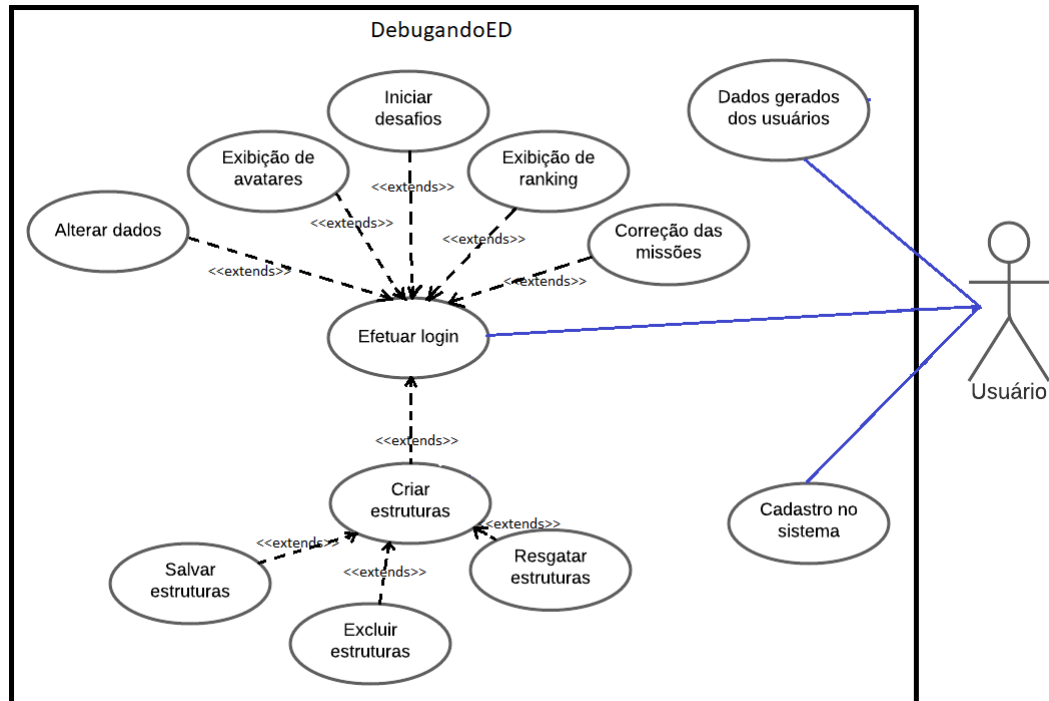 DebugandoED
Iniciar
desafios
Dados gerados
dos usuários
Exibição de
avatares
Exibição de
ranking
<<extends>>
<<extends>>
<<extends>>
Alterar dados
Correção das
missões
<<extends>>
<<extends>>
Efetuar login
Usuário
<<extends>>
Criar
estruturas
Cadastro no
sistema
<<extends>>
<<extends>>
<<extends>>
Salvar
estruturas
Resgatar
estruturas
Excluir
estruturas